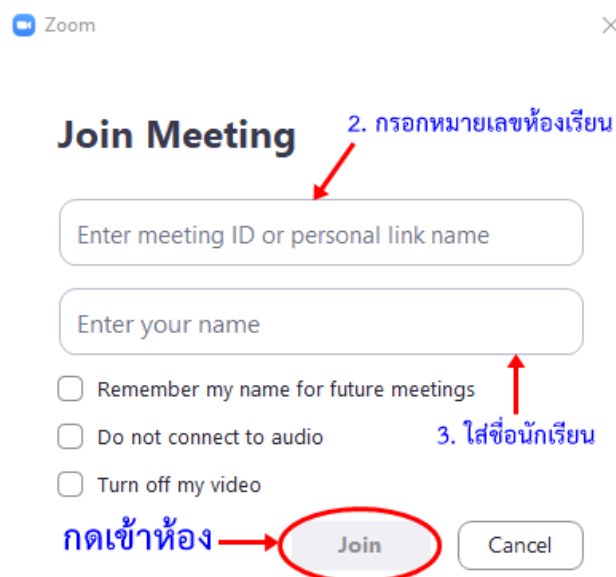 Zoom
2. กรอกหมายเลขห้องเรียน
Join Meeting
Enter meeting ID or personal link name
Enter your name
Remember my name for future meetings
Do not connect to audio
3. ใส่ชื่อนักเรียน
Turn off my video
กดเข้าห้อง
Join
Cancel